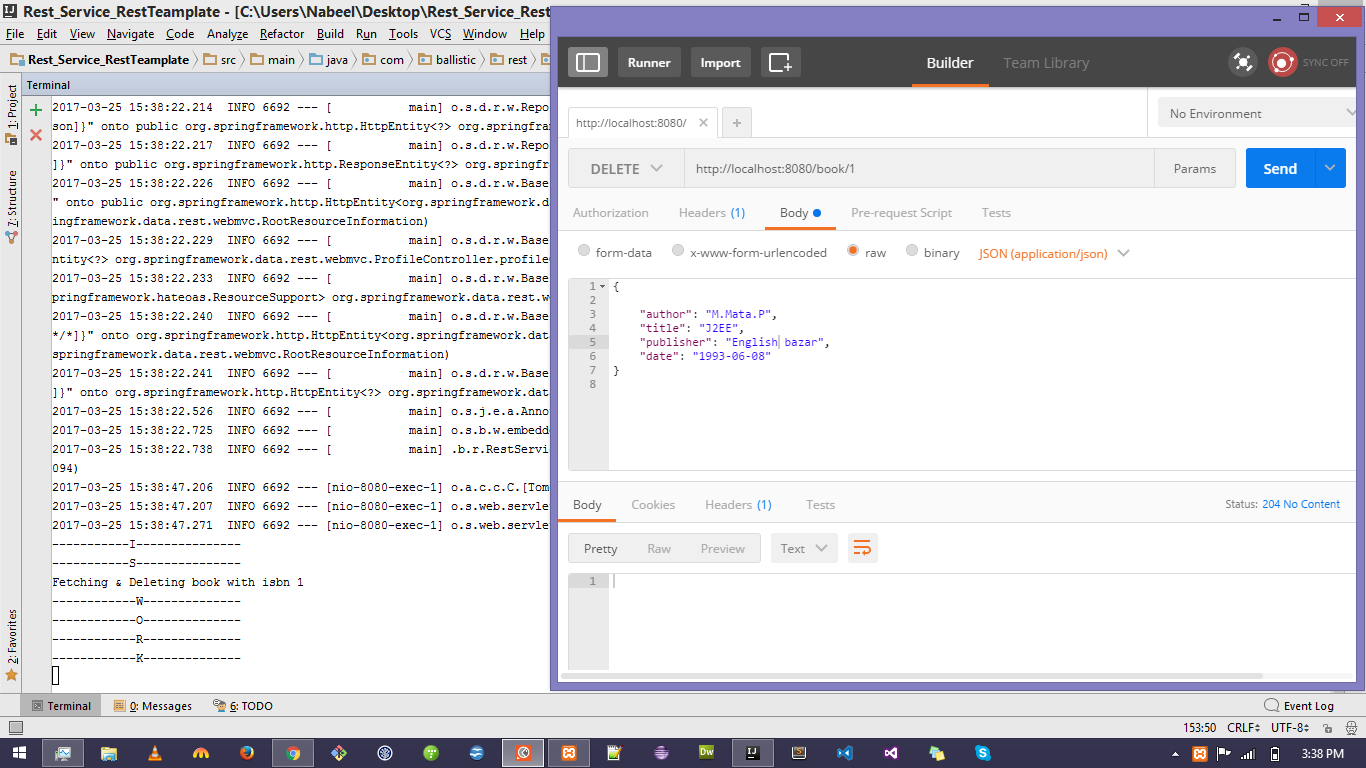 Rest_Service_RestTeamplate - [C:\Users\Nabeel\Desktop\Rest_Service_Rest
File Edit View Navigate Code Analyze Refactor Build Run Tools VCS Window Help
Rest_Service_RestTeamplate src main java com ballistic rest
Terminal
1: Project
7: Structure
2: Favorites
2017-03-25 15:38:22.214 INFO 6692 --- [ main] o.s.d.r.w.Repo
son]}" onto public org.springframework.http.HttpEntity<?> org.springfra
2017-03-25 15:38:22.217 INFO 6692 --- [ main] o.s.d.r.w.Repo
]}" onto public org.springframework.http.ResponseEntity<?> org.springfr
2017-03-25 15:38:22.226 INFO 6692 --- [ main] o.s.d.r.w.Base
" onto public org.springframework.http.HttpEntity<org.springframework.d
ingframework.data.rest.webmvc.RootResourceInformation)
2017-03-25 15:38:22.229 INFO 6692 --- [ main] o.s.d.r.w.Base
ntity<?> org.springframework.data.rest.webmvc.ProfileController.profile
2017-03-25 15:38:22.233 INFO 6692 --- [ main] o.s.d.r.w.Base
pringframework.hateoas.ResourceSupport> org.springframework.data.rest.w
2017-03-25 15:38:22.240 INFO 6692 --- [ main] o.s.d.r.w.Base
*/*]}" onto org.springframework.http.HttpEntity<org.springframework.dat
springframework.data.rest.webmvc.RootResourceInformation)
2017-03-25 15:38:22.241 INFO 6692 --- [ main] o.s.d.r.w.Base
]}" onto org.springframework.http.HttpEntity<?> org.springframework.dat
2017-03-25 15:38:22.526 INFO 6692 --- [ main] o.s.j.e.a.Anno
2017-03-25 15:38:22.725 INFO 6692 --- [ main] o.s.b.w.embedd
2017-03-25 15:38:22.738 INFO 6692 --- [ main] .b.r.RestServi
094)
2017-03-25 15:38:47.206 INFO 6692 --- [nio-8080-exec-1] o.a.c.c.C.[Tom
2017-03-25 15:38:47.207 INFO 6692 --- [nio-8080-exec-1] o.s.web.servle
2017-03-25 15:38:47.271 INFO 6692 --- [nio-8080-exec-1] o.s.web.servle
-----------I---------------
-----------S---------------
Fetching & Deleting book with isbn 1
------------W--------------
------------O--------------
------------R--------------
------------K--------------
Runner Import Builder Team Library SYNC OFF
http://localhost:8080/ No Environment
DELETE http://localhost:8080/book/1 Params Send
Authorization Headers (1) Body Pre-request Script Tests
form-data x-www-form-urlencoded raw binary JSON (application/json)
1 {
2
3 "author": "M.Mata.P",
4 "title": "J2EE",
5 "publisher": "English bazar",
6 "date": "1993-06-08"
7 }
8
Body Cookies Headers (1) Tests Status: 204 No Content
Pretty Raw Preview Text
1
Terminal 0: Messages 6: TODO Event Log
153:50 CRLF UTF-8
Dw
3:38 PM